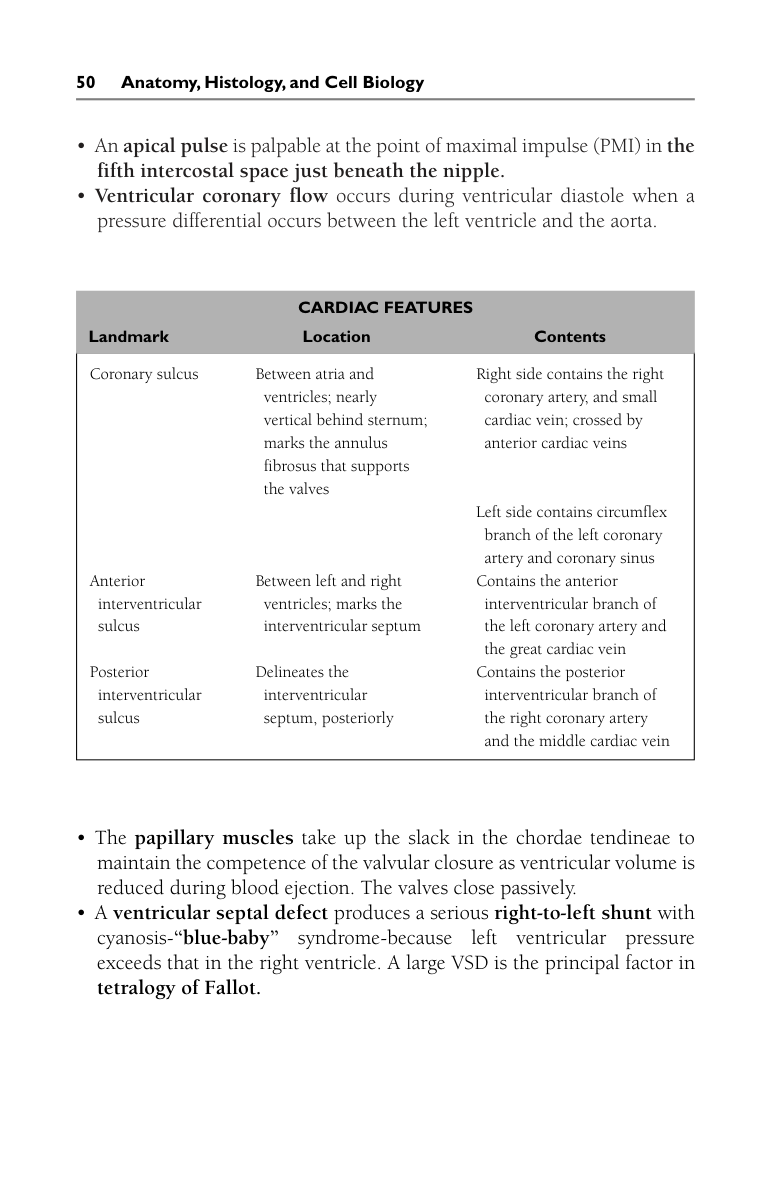 50 Anatomy, Histology, and Cell Biology
• An apical pulse is palpable at the point of maximal impulse (PMI) in the
fifth intercostal space just beneath the nipple.
• Ventricular coronary flow occurs during ventricular diastole when a
pressure differential occurs between the left ventricle and the aorta.
CARDIAC FEATURES
Landmark Location Contents
Coronary sulcus Between atria and Right side contains the right
ventricles; nearly coronary artery, and small
vertical behind sternum; cardiac vein; crossed by
marks the annulus anterior cardiac veins
fibrosus that supports
the valves
Left side contains circumflex
branch of the left coronary
artery and coronary sinus
Anterior Between left and right Contains the anterior
interventricular ventricles; marks the interventricular branch of
sulcus interventricular septum the left coronary artery and
the great cardiac vein
Posterior Delineates the Contains the posterior
interventricular interventricular interventricular branch of
sulcus septum, posteriorly the right coronary artery
and the middle cardiac vein
• The papillary muscles take up the slack in the chordae tendineae to
maintain the competence of the valvular closure as ventricular volume is
reduced during blood ejection. The valves close passively.
• A ventricular septal defect produces a serious right-to-left shunt with
cyanosis-“blue-baby” syndrome-because left ventricular pressure
exceeds that in the right ventricle. A large VSD is the principal factor in
tetralogy of Fallot.